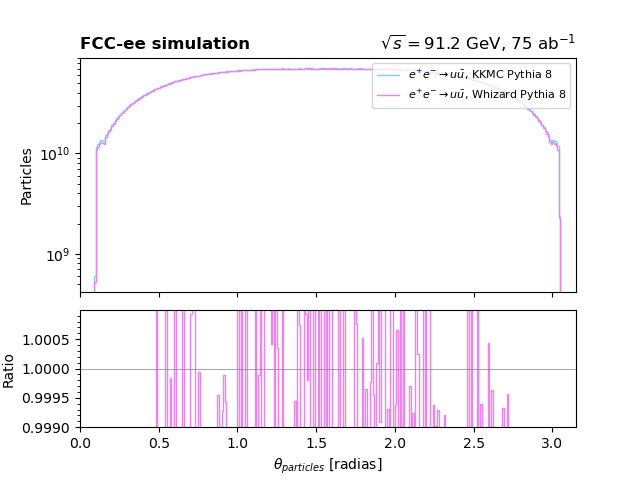 FCC-ee simulation
√s = 91.2 GeV, 75 ab⁻¹
e⁺e⁻ → uū, KKMC Pythia 8
e⁺e⁻ → uū, Whizard Pythia 8
Particles
10¹⁰
10⁹
Ratio
1.0005
1.0000
0.9995
0.9990
0.0 0.5 1.0 1.5 2.0 2.5 3.0
θparticles [radias]